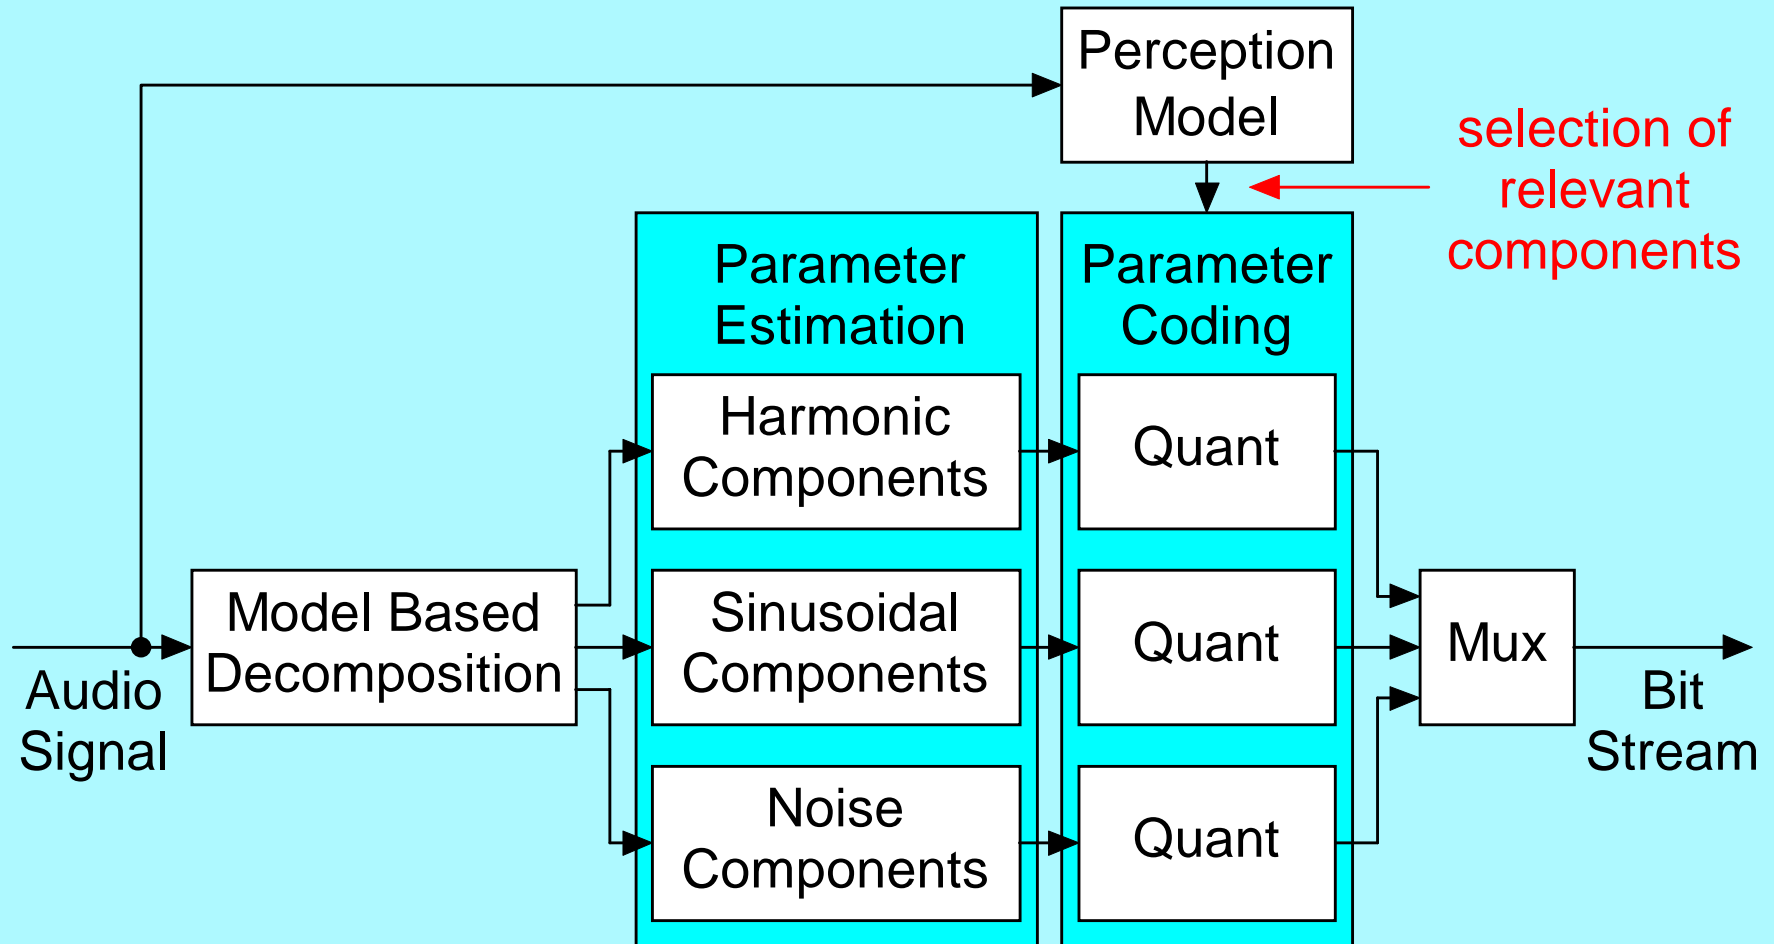 Perception
Model
selection of
relevant
components
Parameter
Estimation
Parameter
Coding
Harmonic
Components
Quant
Model Based
Decomposition
Sinusoidal
Components
Quant
Mux
Audio
Signal
Bit
Stream
Noise
Components
Quant